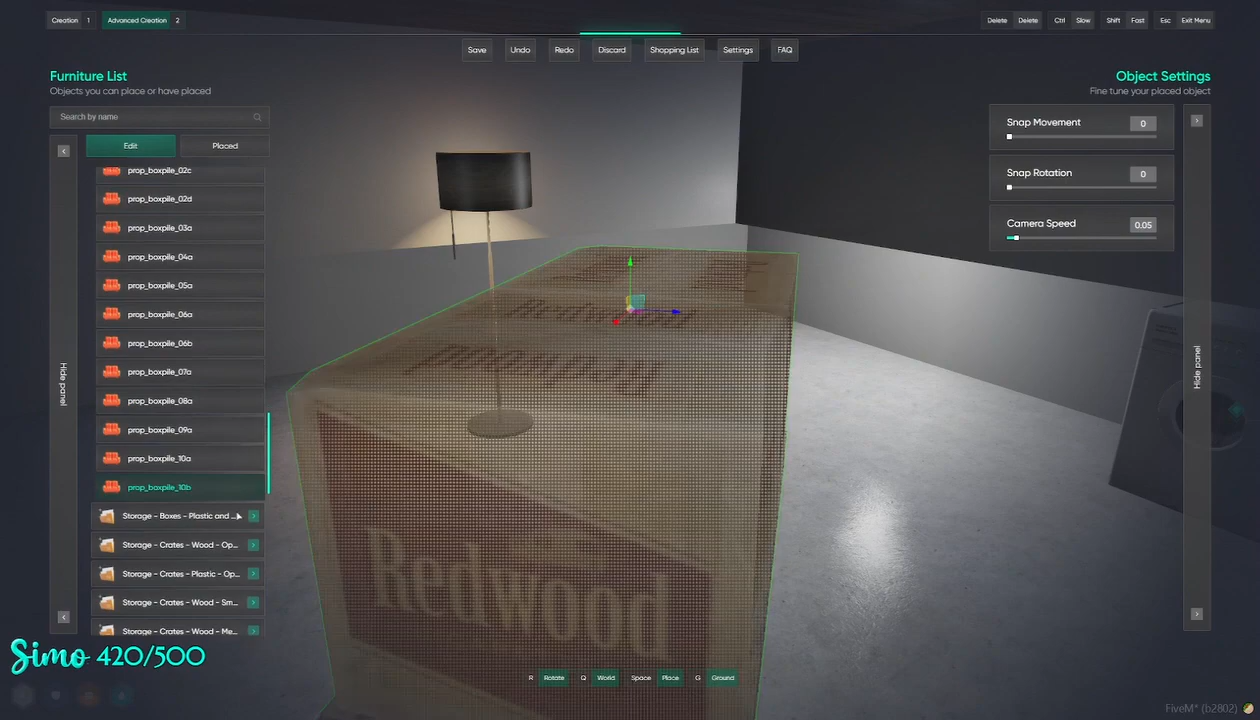 Creation 1 Advanced Creation 2
Delete Delete Ctrl Slow Shift Fast Esc Exit Menu
Save Undo Redo Discard Shopping List Settings FAQ
Furniture List
Objects you can place or have placed
Search by name
Edit Placed
prop_boxpile_02c
prop_boxpile_02d
prop_boxpile_03a
prop_boxpile_04a
prop_boxpile_05a
prop_boxpile_06a
prop_boxpile_06b
prop_boxpile_07a
prop_boxpile_08a
prop_boxpile_09a
prop_boxpile_10a
prop_boxpile_10b
Storage - Boxes - Plastic and ...
Storage - Crates - Wood - Op...
Storage - Crates - Plastic - Op...
Storage - Crates - Wood - Sm...
Storage - Crates - Wood - Me...
Hide panel
Simo 420/500
Object Settings
Fine tune your placed object
Snap Movement 0
Snap Rotation 0
Camera Speed 0.05
Hide panel
Redwood
Redwood
Redwood
R Rotate Q World Space Place G Ground
FiveM* (b2802)